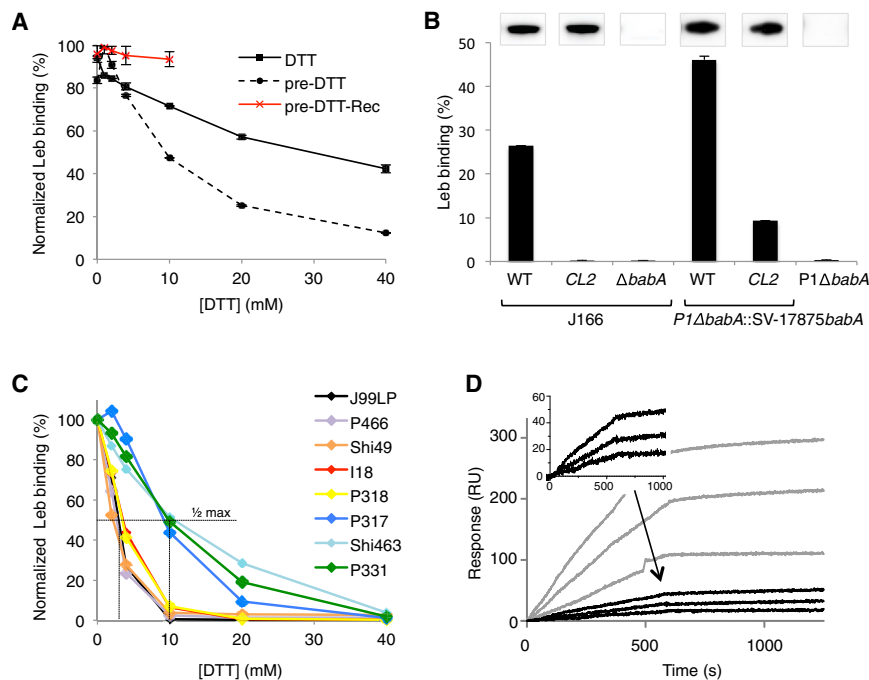 A
Normalized Leb binding (%)
100
80
60
40
20
0
0
10
20
30
40
[DTT] (mM)
DTT
pre-DTT
pre-DTT-Rec
B
Leb binding (%)
50
40
30
20
10
0
WT
CL2
ΔbabA
WT
CL2
P1ΔbabA
J166
P1ΔbabA::SV-17875babA
C
Normalized Leb binding (%)
100
80
60
40
20
0
0
10
20
30
40
[DTT] (mM)
½ max
J99LP
P466
Shi49
I18
P318
P317
Shi463
P331
D
Response (RU)
300
200
100
0
0
500
1000
Time (s)
60
40
20
0
0
500
1000